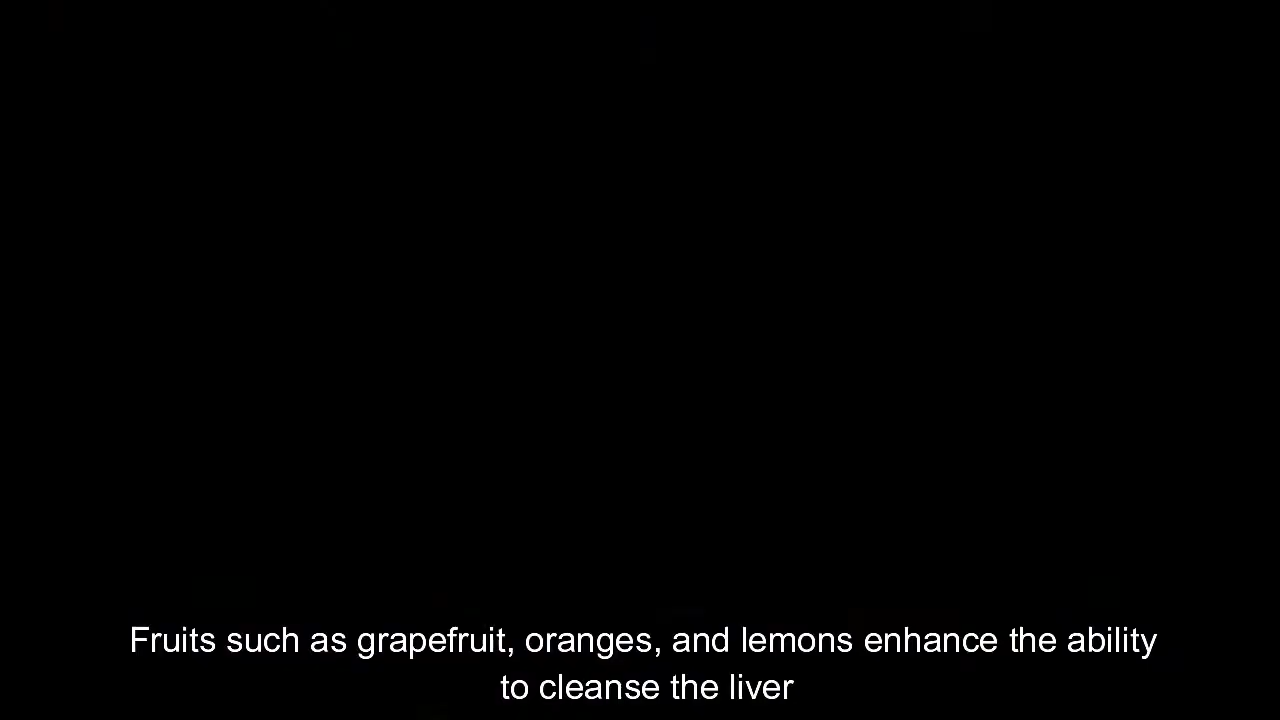 Fruits such as grapefruit, oranges, and lemons enhance the ability
to cleanse the liver